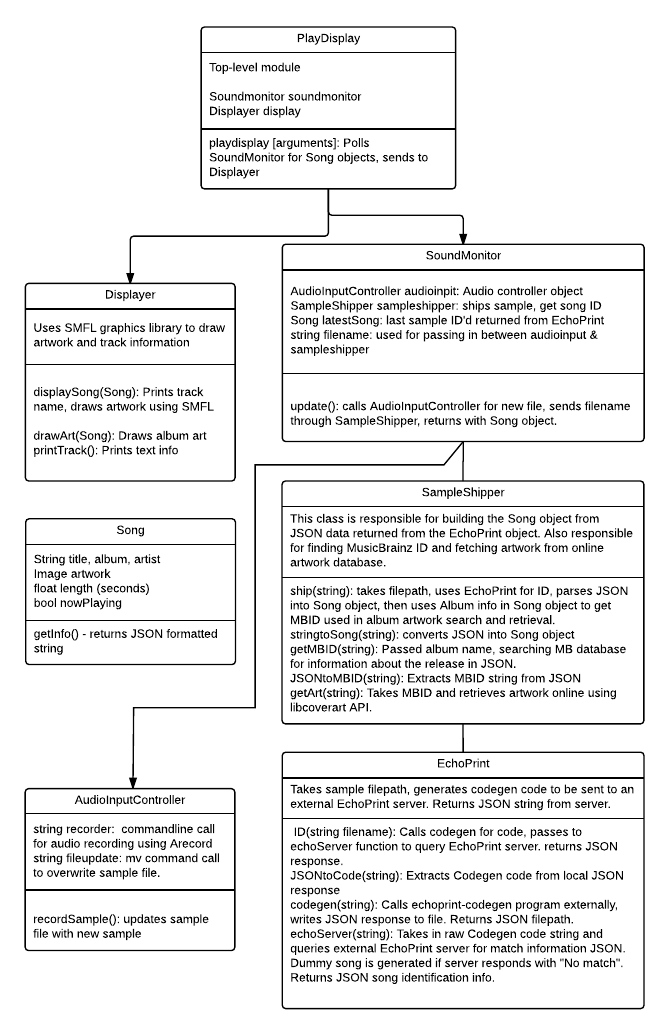 PlayDisplay
Top-level module
Soundmonitor soundmonitor
Displayer display
playdisplay [arguments]: Polls
SoundMonitor for Song objects, sends to
Displayer
SoundMonitor
AudioInputController audioinpit: Audio controller object
SampleShipper sampleshipper: ships sample, get song ID
Song latestSong: last sample ID'd returned from EchoPrint
string filename: used for passing in between audioinput &
sampleshipper
update(): calls AudioInputController for new file, sends filename
through SampleShipper, returns with Song object.
Displayer
Uses SMFL graphics library to draw
artwork and track information
displaySong(Song): Prints track
name, draws artwork using SMFL
drawArt(Song): Draws album art
printTrack(): Prints text info
SampleShipper
This class is responsible for building the Song object from
JSON data returned from the EchoPrint object. Also responsible
for finding MusicBrainz ID and fetching artwork from online
artwork database.
ship(string): takes filepath, uses EchoPrint for ID, parses JSON
into Song object, then uses Album info in Song object to get
MBID used in album artwork search and retrieval.
stringtoSong(string): converts JSON into Song object
getMBID(string): Passed album name, searching MB database
for information about the release in JSON.
JSONtoMBID(string): Extracts MBID string from JSON
getArt(string): Takes MBID and retrieves artwork online using
libcoverart API.
Song
String title, album, artist
Image artwork
float length (seconds)
bool nowPlaying
getInfo() - returns JSON formatted
string
EchoPrint
Takes sample filepath, generates codegen code to be sent to an
external EchoPrint server. Returns JSON string from server.
ID(string filename): Calls codegen for code, passes to
echoServer function to query EchoPrint server. returns JSON
response.
JSONtoCode(string): Extracts Codegen code from local JSON
response
codegen(string): Calls echoprint-codegen program externally,
writes JSON response to file. Returns JSON filepath.
echoServer(string): Takes in raw Codegen code string and
queries external EchoPrint server for match information JSON.
Dummy song is generated if server responds with "No match".
Returns JSON song identification info.
AudioInputController
string recorder:  commandline call
for audio recording using Arecord
string fileupdate: mv command call
to overwrite sample file.
recordSample(): updates sample
file with new sample